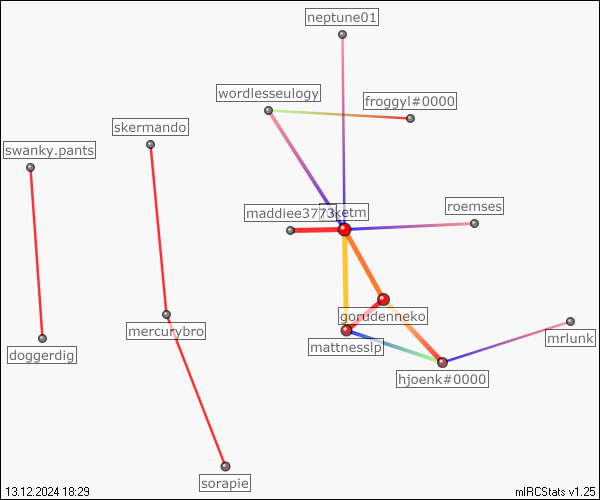 neptune01
wordlesseulogy
froggyl#0000
skermando
swanky.pants
roemses
maddiee3773
gorudenneko
mercurybro
mrlunk
mattnesslp
doggerdig
hjoenk#0000
sorapie
13.12.2024 18:29
mIRCStats v1.25